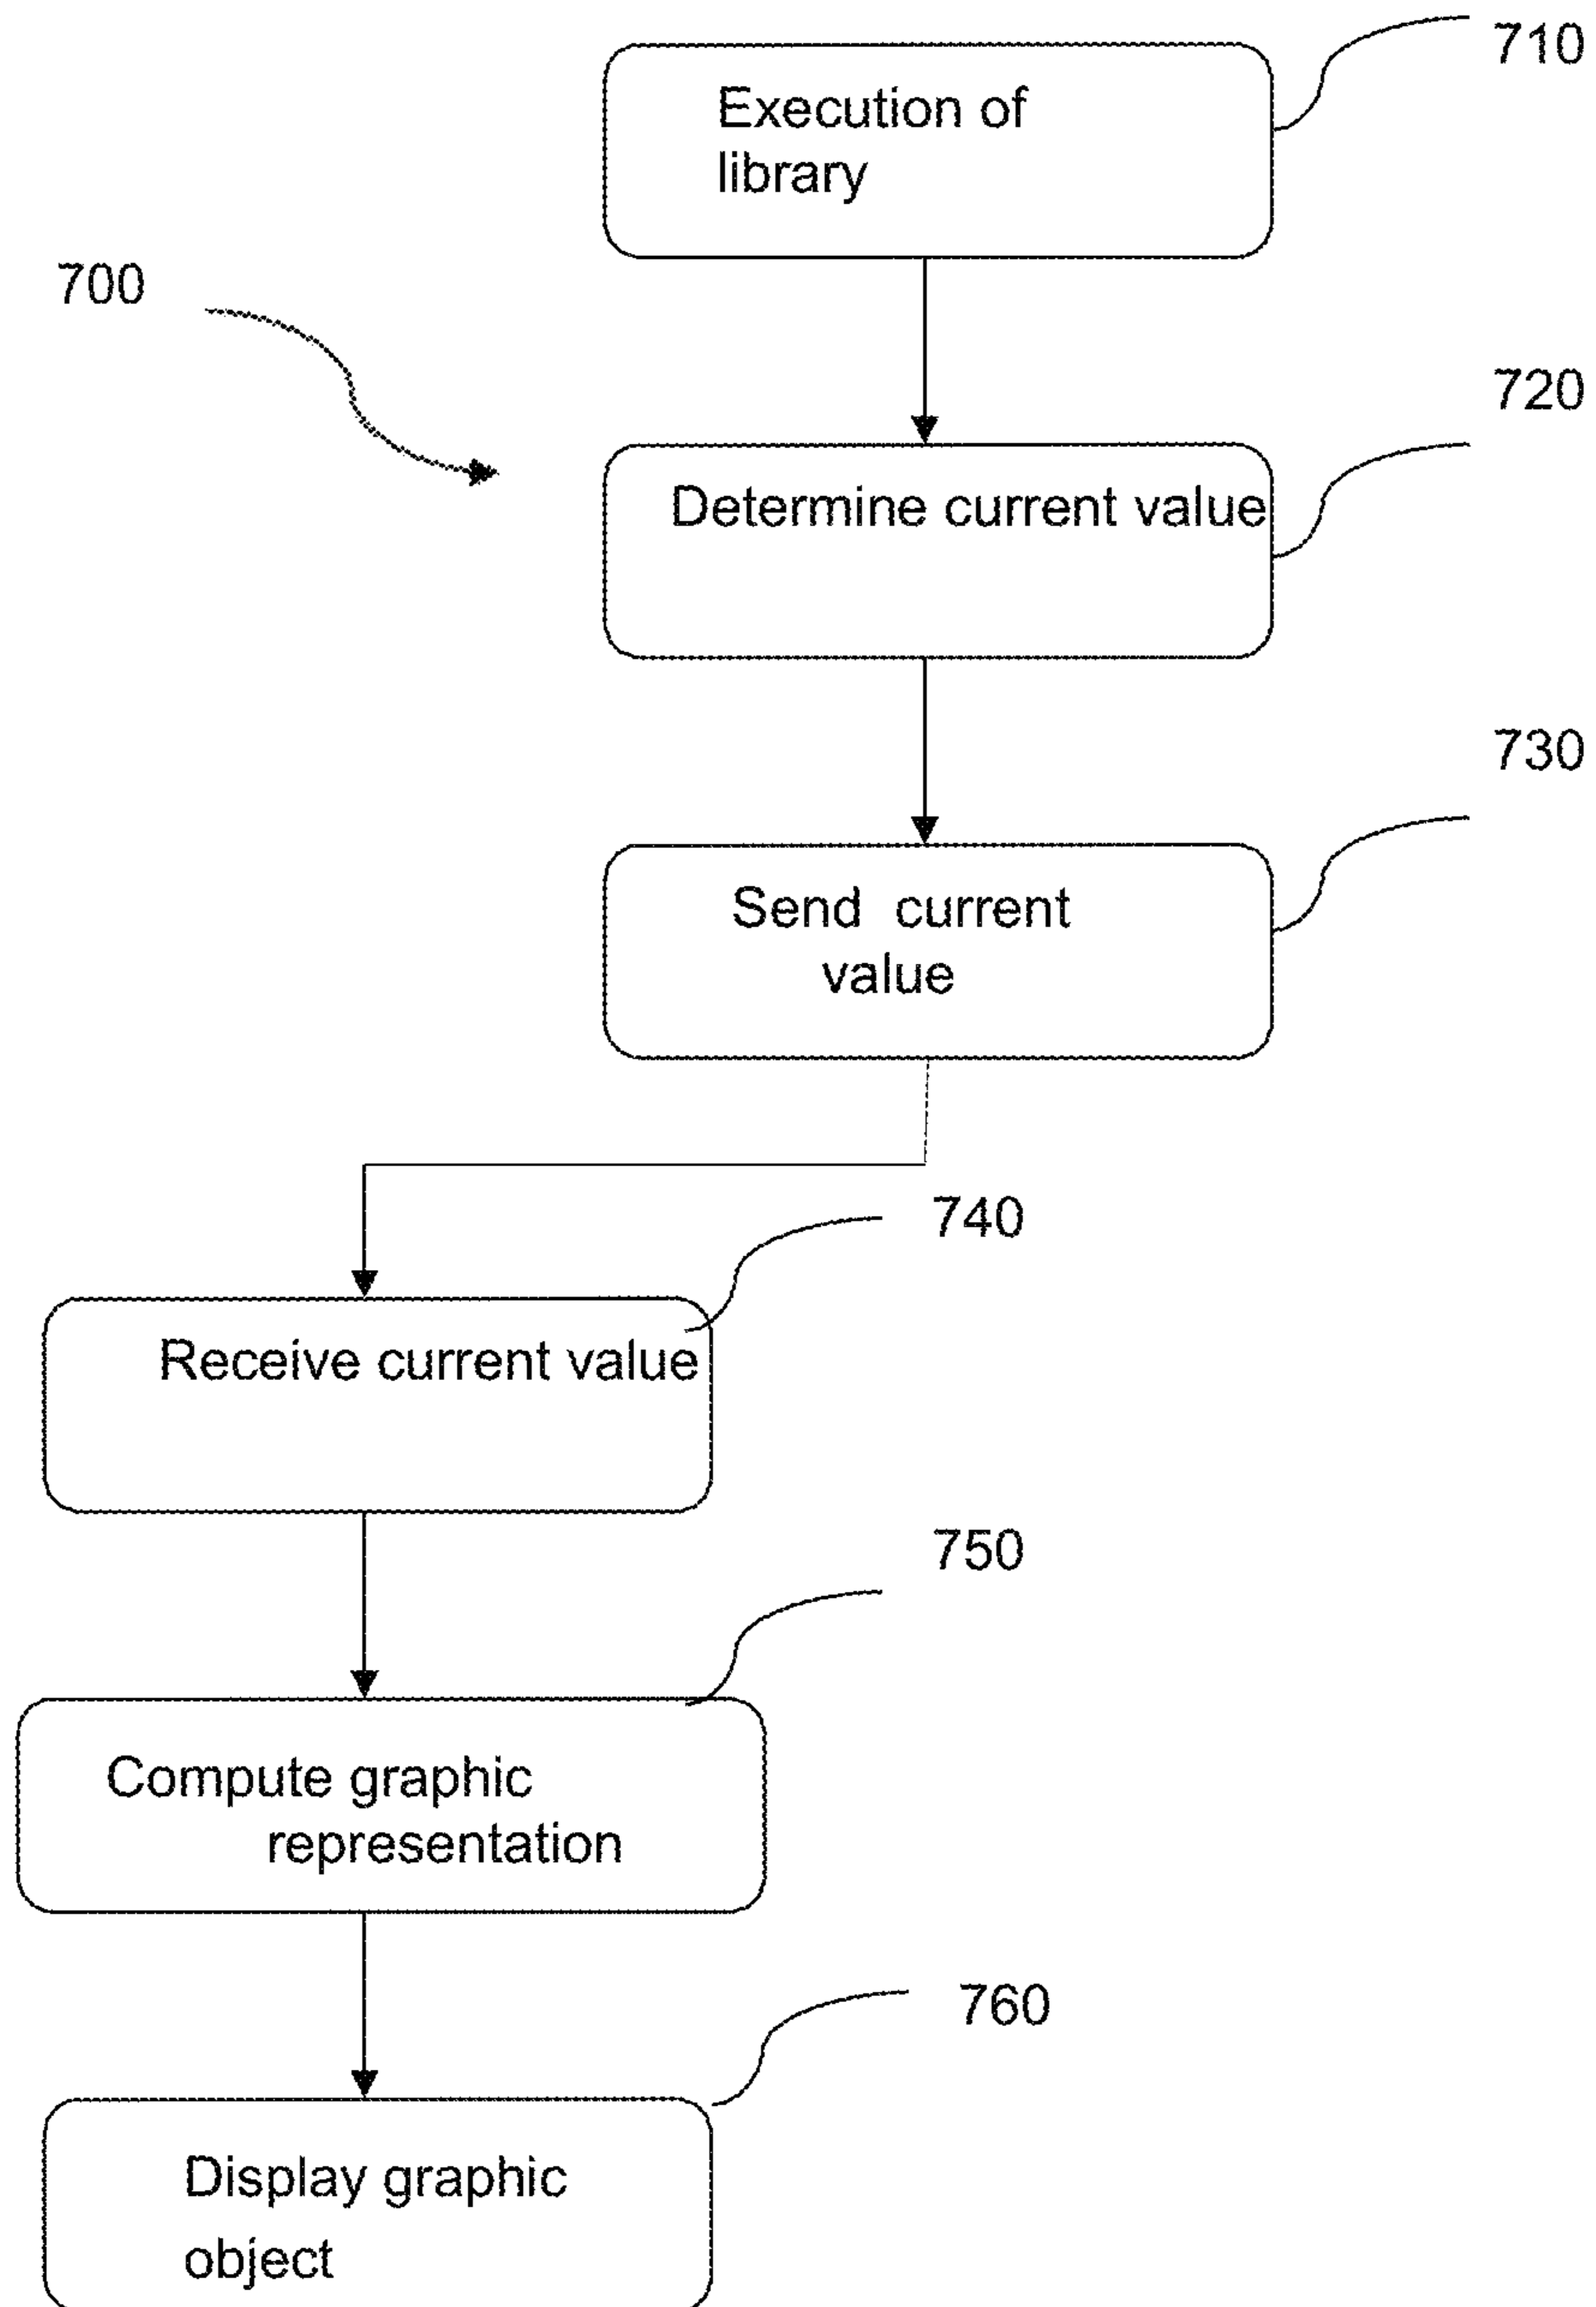 710
Execution of
library
700
720
Determine current value
730
Send current
value
740
Receive current value
750
Compute graphic
representation
760
Display graphic
object